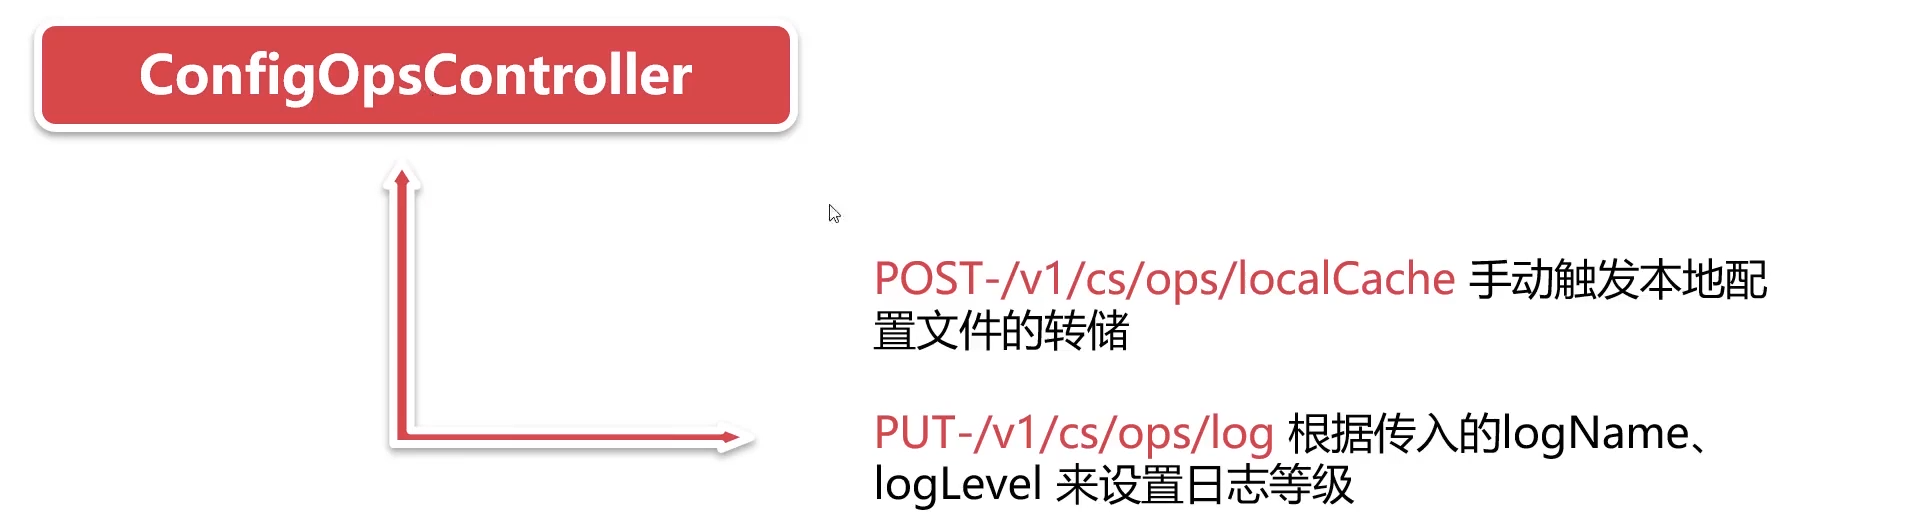 ConfigOpsController
POST-/v1/cs/ops/localCache 手动触发本地配
置文件的转储
PUT-/v1/cs/ops/log 根据传入的logName、
logLevel 来设置日志等级